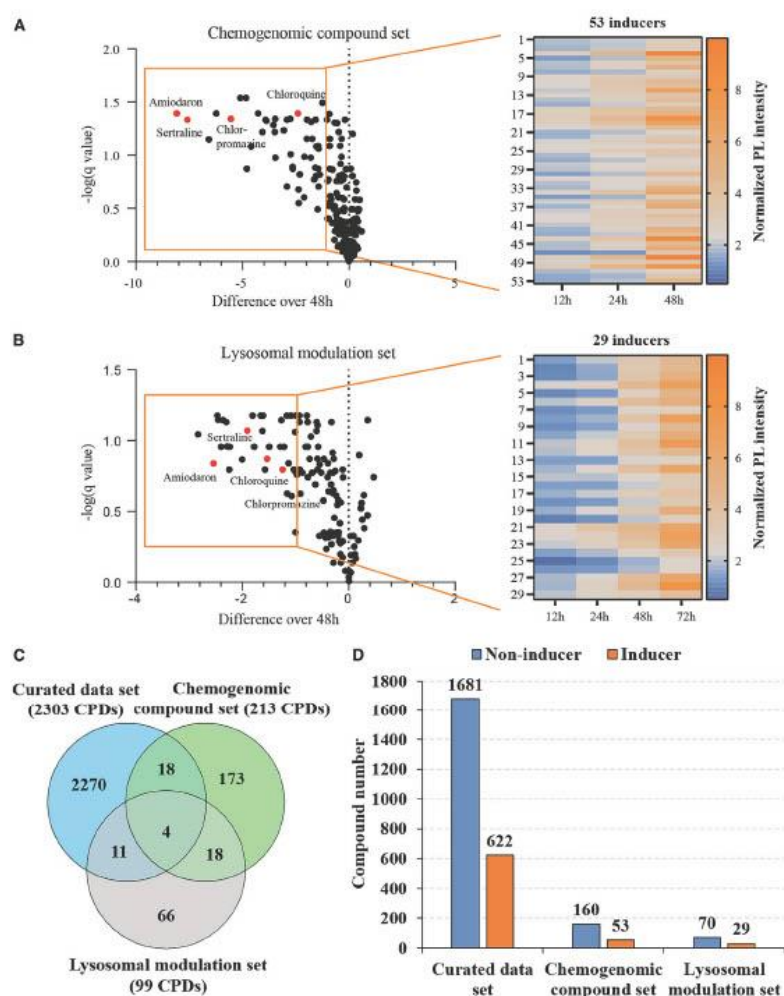 A
Chemogenomic compound set
2.0
1.5
1.0
0.5
0.0
-log(q value)
Amiodaron
Sertraline
Chlor-
promazine
Chloroquine
-10
-5
0
5
Difference over 48h
53 inducers
1
5
9
13
17
21
25
29
33
37
41
45
49
53
12h
24h
48h
8
6
4
2
Normalized PL intensity
B
Lysosomal modulation set
1.5
1.0
0.5
0.0
-log(q value)
Sertraline
Amiodaron
Chloroquine
Chlorpromazine
-4
-2
0
2
Difference over 48h
29 inducers
1
3
5
7
9
11
13
15
17
19
21
23
25
27
29
12h
24h
48h
72h
8
6
4
2
Normalized PL intensity
C
Curated data set
(2303 CPDs)
Chemogenomic
compound set (213 CPDs)
2270
18
173
4
11
18
66
Lysosomal modulation set
(99 CPDs)
D
Non-inducer
Inducer
1800
1600
1400
1200
1000
800
600
400
200
0
Compound number
1681
622
160
53
70
29
Curated data
set
Chemogenomic
compound set
Lysosomal
modulation set